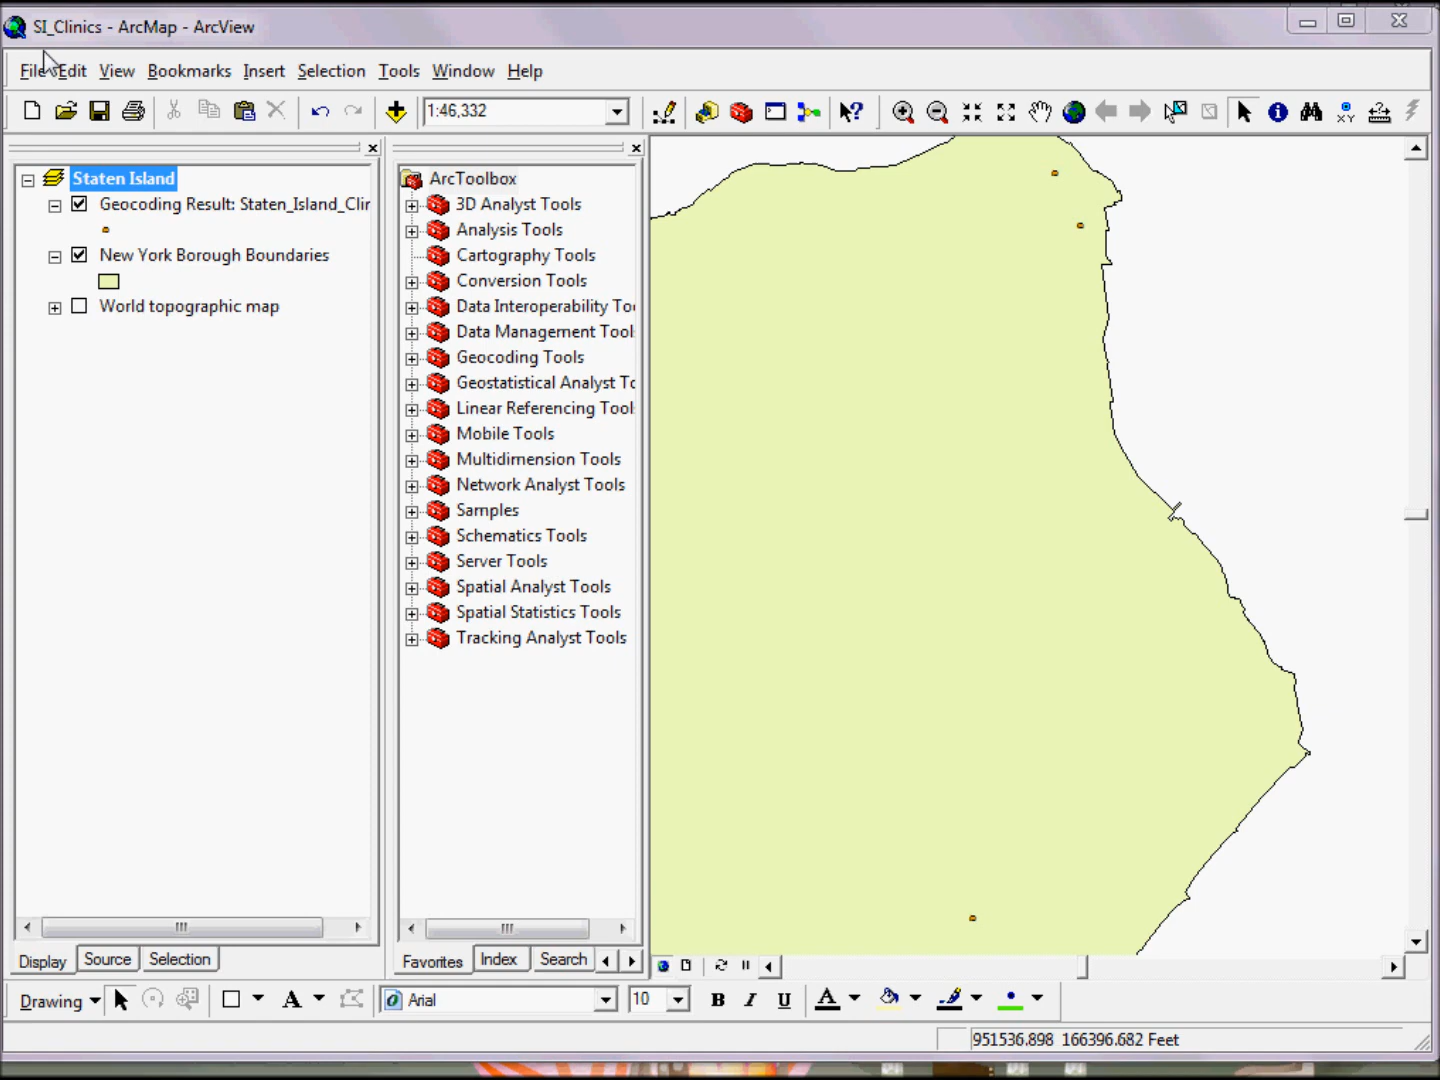 SI_Clinics - ArcMap - ArcView
File Edit View Bookmarks Insert Selection Tools Window Help
1:46,332
Staten Island
Geocoding Result: Staten_Island_Clin
New York Borough Boundaries
World topographic map
ArcToolbox
3D Analyst Tools
Analysis Tools
Cartography Tools
Conversion Tools
Data Interoperability Too
Data Management Tool
Geocoding Tools
Geostatistical Analyst To
Linear Referencing Tool
Mobile Tools
Multidimension Tools
Network Analyst Tools
Samples
Schematics Tools
Server Tools
Spatial Analyst Tools
Spatial Statistics Tools
Tracking Analyst Tools
Display Source Selection
Favorites Index Search
Drawing A Arial 10 B I U A
951536.898 166396.682 Feet